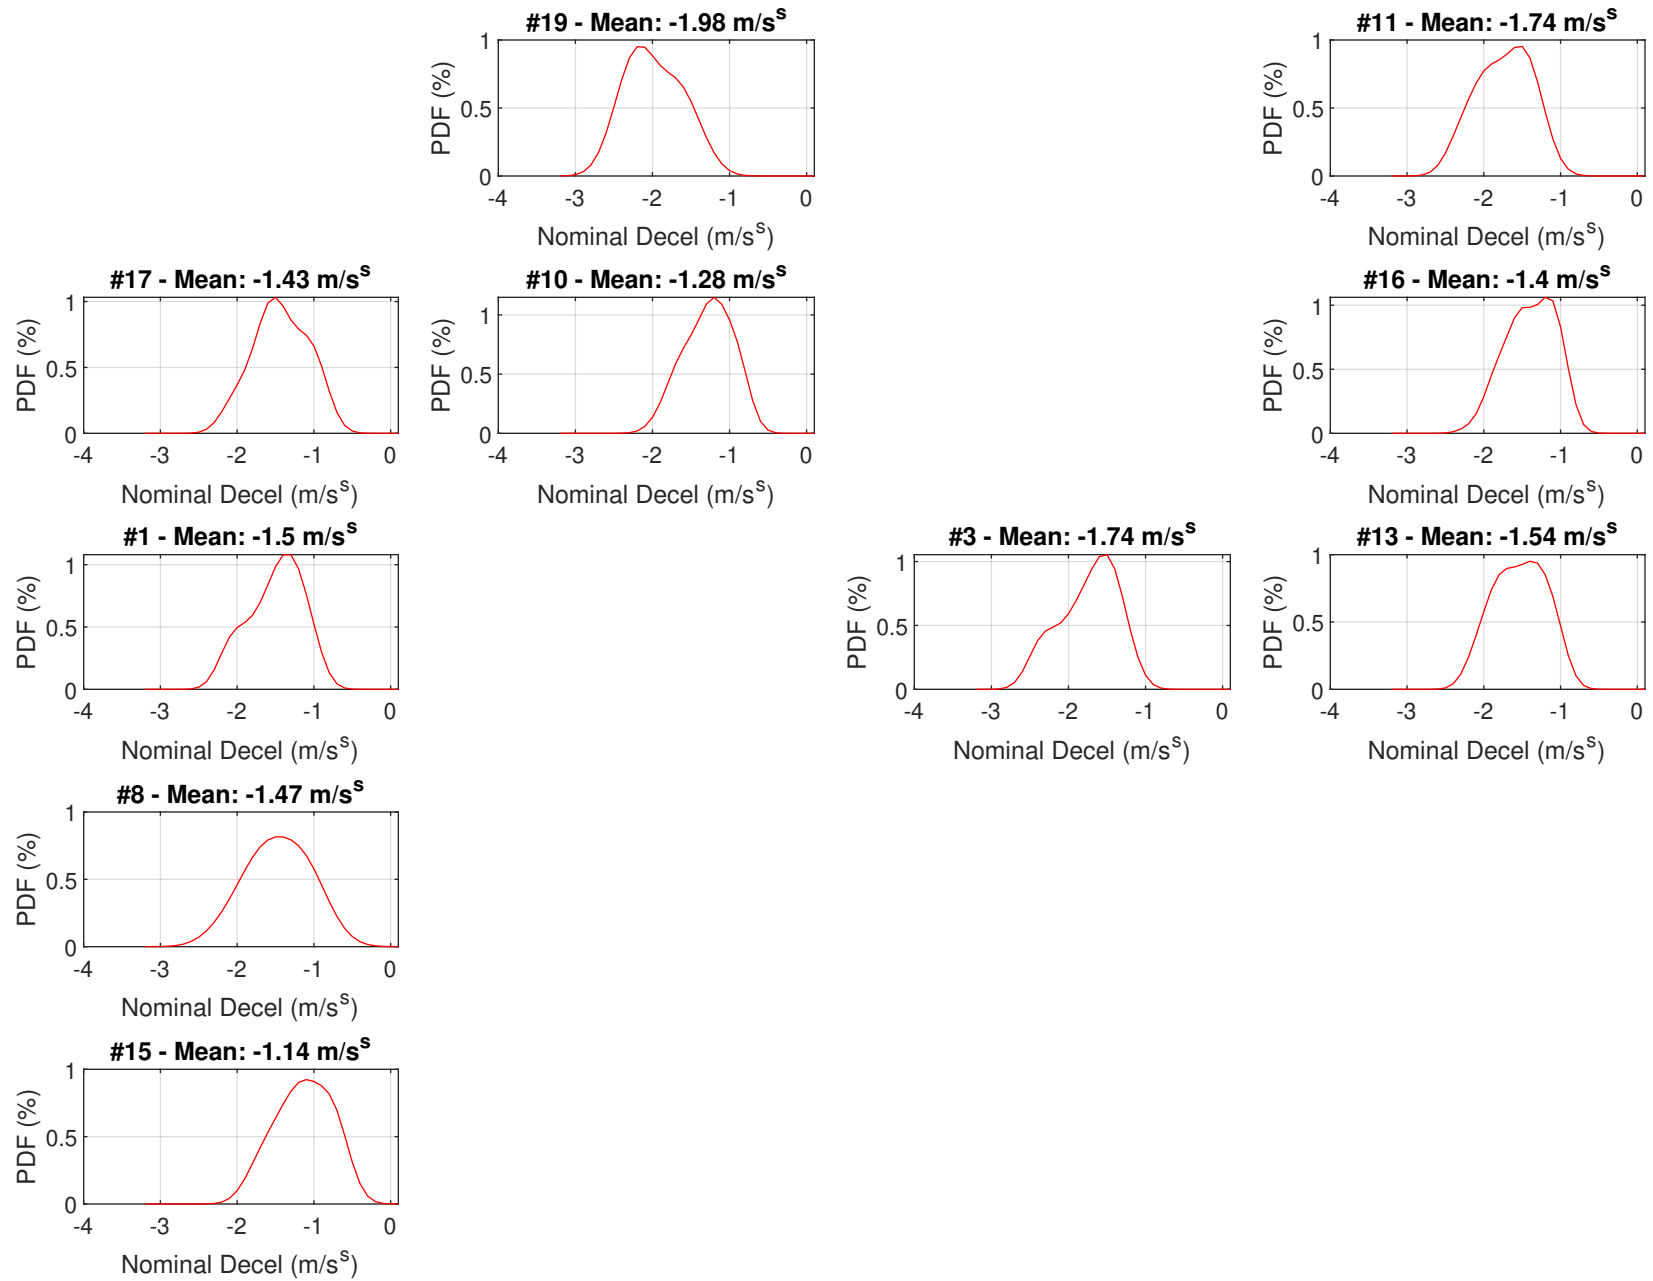 #19 - Mean: -1.98 m/s^s
1
0.5
0
PDF (%)
-4 -3 -2 -1 0
Nominal Decel (m/s^s)
#11 - Mean: -1.74 m/s^s
1
0.5
0
PDF (%)
-4 -3 -2 -1 0
Nominal Decel (m/s^s)
#17 - Mean: -1.43 m/s^s
1
0.5
0
PDF (%)
-4 -3 -2 -1 0
Nominal Decel (m/s^s)
#10 - Mean: -1.28 m/s^s
1
0.5
0
PDF (%)
-4 -3 -2 -1 0
Nominal Decel (m/s^s)
#16 - Mean: -1.4 m/s^s
1
0.5
0
PDF (%)
-4 -3 -2 -1 0
Nominal Decel (m/s^s)
#1 - Mean: -1.5 m/s^s
1
0.5
0
PDF (%)
-4 -3 -2 -1 0
Nominal Decel (m/s^s)
#3 - Mean: -1.74 m/s^s
1
0.5
0
PDF (%)
-4 -3 -2 -1 0
Nominal Decel (m/s^s)
#13 - Mean: -1.54 m/s^s
1
0.5
0
PDF (%)
-4 -3 -2 -1 0
Nominal Decel (m/s^s)
#8 - Mean: -1.47 m/s^s
1
0.5
0
PDF (%)
-4 -3 -2 -1 0
Nominal Decel (m/s^s)
#15 - Mean: -1.14 m/s^s
1
0.5
0
PDF (%)
-4 -3 -2 -1 0
Nominal Decel (m/s^s)